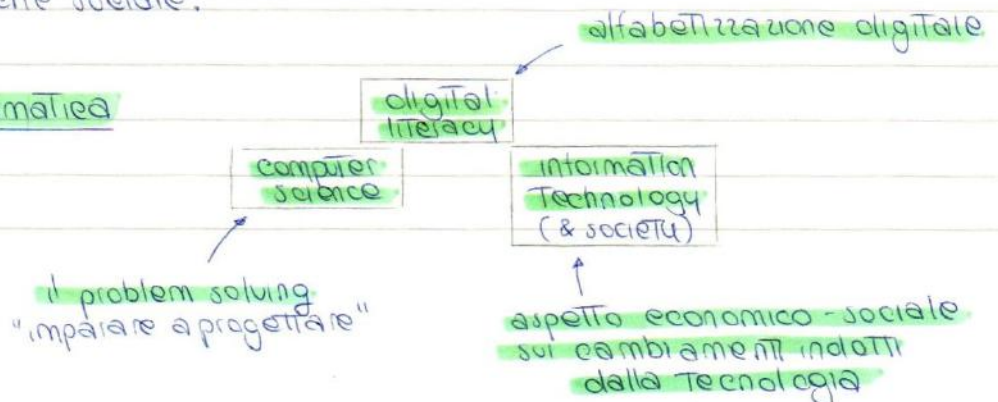 sociale.
alfabetizzazione digitale
matica
digital
literacy
computer
science
information
Technology
(& society)
il problem solving
"imparare a progettare"
aspetto economico-sociale
sui cambiamenti indotti
dalla Tecnologia